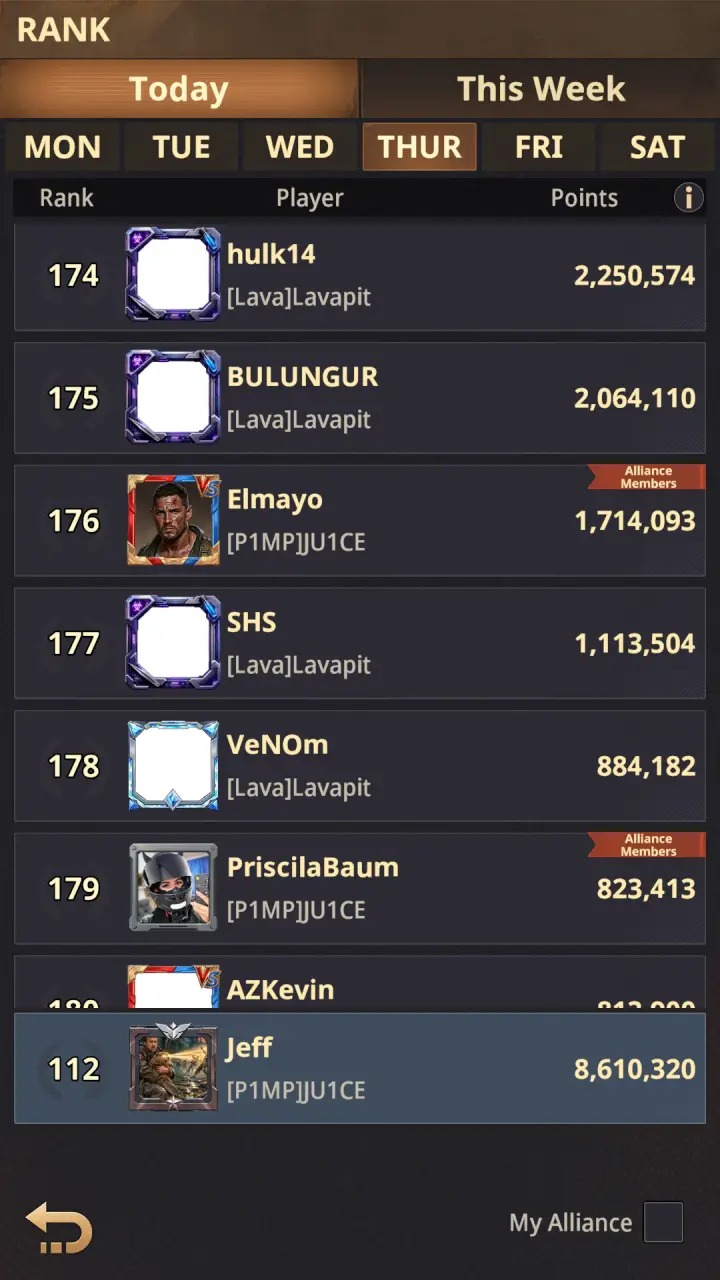 RANK
Today
This Week
MON
TUE
WED
THUR
FRI
SAT
Rank
Player
Points
i
174
hulk14
[Lava]Lavapit
2,250,574
175
BULUNGUR
[Lava]Lavapit
2,064,110
Alliance
Members
176
Elmayo
[P1MP]JU1CE
1,714,093
177
SHS
[Lava]Lavapit
1,113,504
178
VeNOm
[Lava]Lavapit
884,182
Alliance
Members
179
PriscilaBaum
[P1MP]JU1CE
823,413
180
AZKevin
112
Jeff
[P1MP]JU1CE
8,610,320
My Alliance